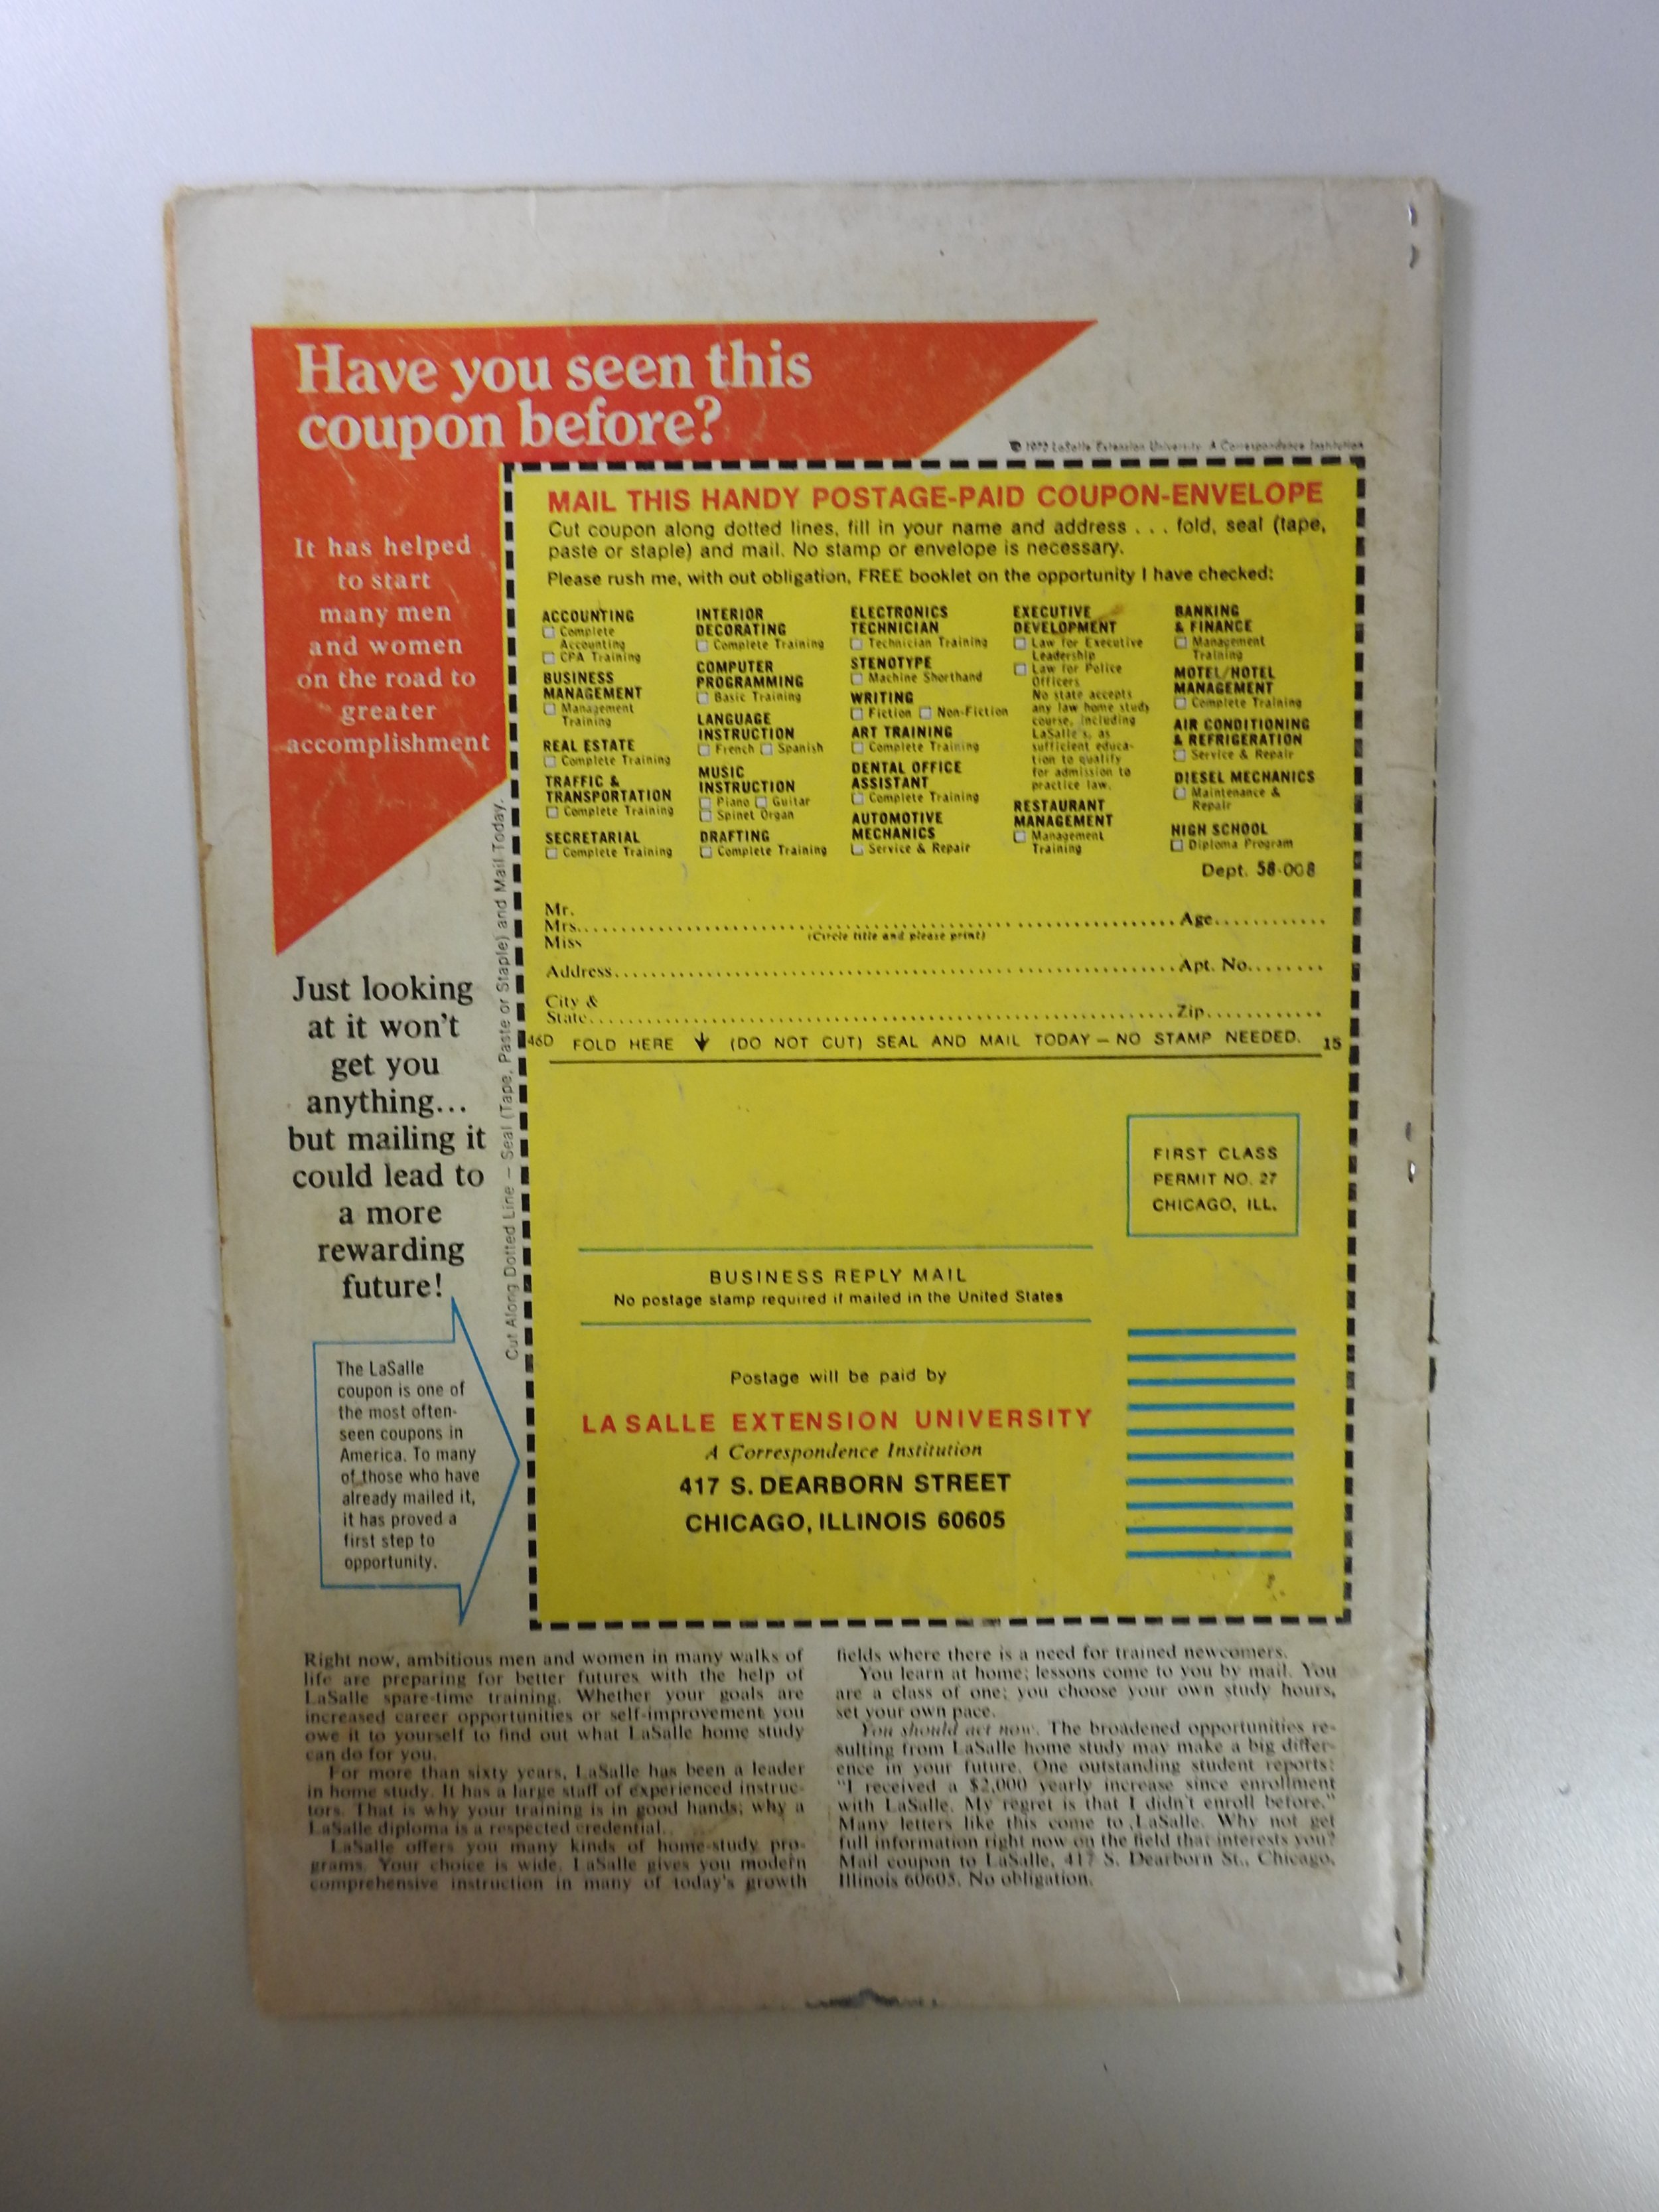 Have you seen this
coupon before?
© 1972 LaSalle Extension University A Correspondence Institution
It has helped
to start
many men
and women
on the road to
greater
accomplishment
Just looking
at it won't
get you
anything...
but mailing it
could lead to
a more
rewarding
future!
The LaSalle
coupon is one of
the most often-
seen coupons in
America. To many
of those who have
already mailed it,
it has proved a
first step to
opportunity.
Cut Along Dotted Line – Seal (Tape, Paste or Staple) and Mail Today.
MAIL THIS HANDY POSTAGE-PAID COUPON-ENVELOPE
Cut coupon along dotted lines, fill in your name and address . . . fold, seal (tape,
paste or staple) and mail. No stamp or envelope is necessary.
Please rush me, with out obligation, FREE booklet on the opportunity I have checked:
ACCOUNTING
Complete
Accounting
CPA Training
BUSINESS
MANAGEMENT
Management
Training
REAL ESTATE
Complete Training
TRAFFIC &
TRANSPORTATION
Complete Training
SECRETARIAL
Complete Training
INTERIOR
DECORATING
Complete Training
COMPUTER
PROGRAMMING
Basic Training
LANGUAGE
INSTRUCTION
French Spanish
MUSIC
INSTRUCTION
Piano Guitar
Spinet Organ
DRAFTING
Complete Training
ELECTRONICS
TECHNICIAN
Technician Training
STENOTYPE
Machine Shorthand
WRITING
Fiction Non-Fiction
ART TRAINING
Complete Training
DENTAL OFFICE
ASSISTANT
Complete Training
AUTOMOTIVE
MECHANICS
Service & Repair
EXECUTIVE
DEVELOPMENT
Law for Executive
Leadership
Law for Police
Officers
No state accepts
any law home study
course, including
LaSalle's, as
sufficient educa-
tion to qualify
for admission to
practice law.
RESTAURANT
MANAGEMENT
Management
Training
BANKING
& FINANCE
Management
Training
MOTEL/HOTEL
MANAGEMENT
Complete Training
AIR CONDITIONING
& REFRIGERATION
Service & Repair
DIESEL MECHANICS
Maintenance &
Repair
HIGH SCHOOL
Diploma Program
Dept. 58-008
Mr.
Mrs. Age
Miss
(Circle title and please print)
Address Apt. No.
City &
State Zip
46D FOLD HERE (DO NOT CUT) SEAL AND MAIL TODAY – NO STAMP NEEDED. 15
FIRST CLASS
PERMIT NO. 27
CHICAGO, ILL.
BUSINESS REPLY MAIL
No postage stamp required if mailed in the United States
Postage will be paid by
LA SALLE EXTENSION UNIVERSITY
A Correspondence Institution
417 S. DEARBORN STREET
CHICAGO, ILLINOIS 60605
Right now, ambitious men and women in many walks of
life are preparing for better futures with the help of
LaSalle spare-time training. Whether your goals are
increased career opportunities or self-improvement you
owe it to yourself to find out what LaSalle home study
can do for you.
For more than sixty years, LaSalle has been a leader
in home study. It has a large staff of experienced instruc-
tors. That is why your training is in good hands; why a
LaSalle diploma is a respected credential.
LaSalle offers you many kinds of home-study pro-
grams. Your choice is wide. LaSalle gives you modern
comprehensive instruction in many of today's growth
fields where there is a need for trained newcomers.
You learn at home; lessons come to you by mail. You
are a class of one; you choose your own study hours,
set your own pace.
You should act now. The broadened opportunities re-
sulting from LaSalle home study may make a big differ-
ence in your future. One outstanding student reports:
"I received a $2,000 yearly increase since enrollment
with LaSalle. My regret is that I didn't enroll before."
Many letters like this come to LaSalle. Why not get
full information right now on the field that interests you?
Mail coupon to LaSalle, 417 S. Dearborn St., Chicago,
Illinois 60605. No obligation.